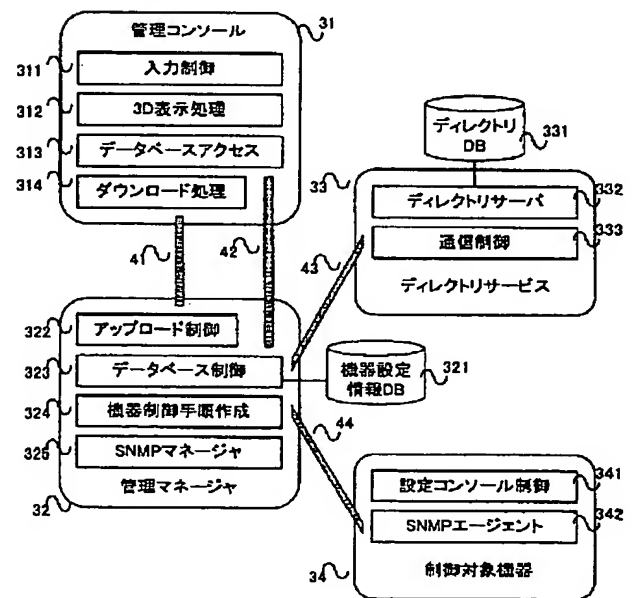 管理コンソール
31
311
入力制御
312
3D表示処理
313
データベースアクセス
314
ダウンロード処理
41
42
322
アップロード制御
323
データベース制御
324
機器制御手順作成
325
SNMPマネージャ
管理マネージャ
32
機器設定
情報DB
321
43
44
ディレクトリ
DB
331
33
ディレクトリサーバ
332
通信制御
333
ディレクトリサービス
設定コンソール制御
341
SNMPエージェント
342
制御対象機器
34